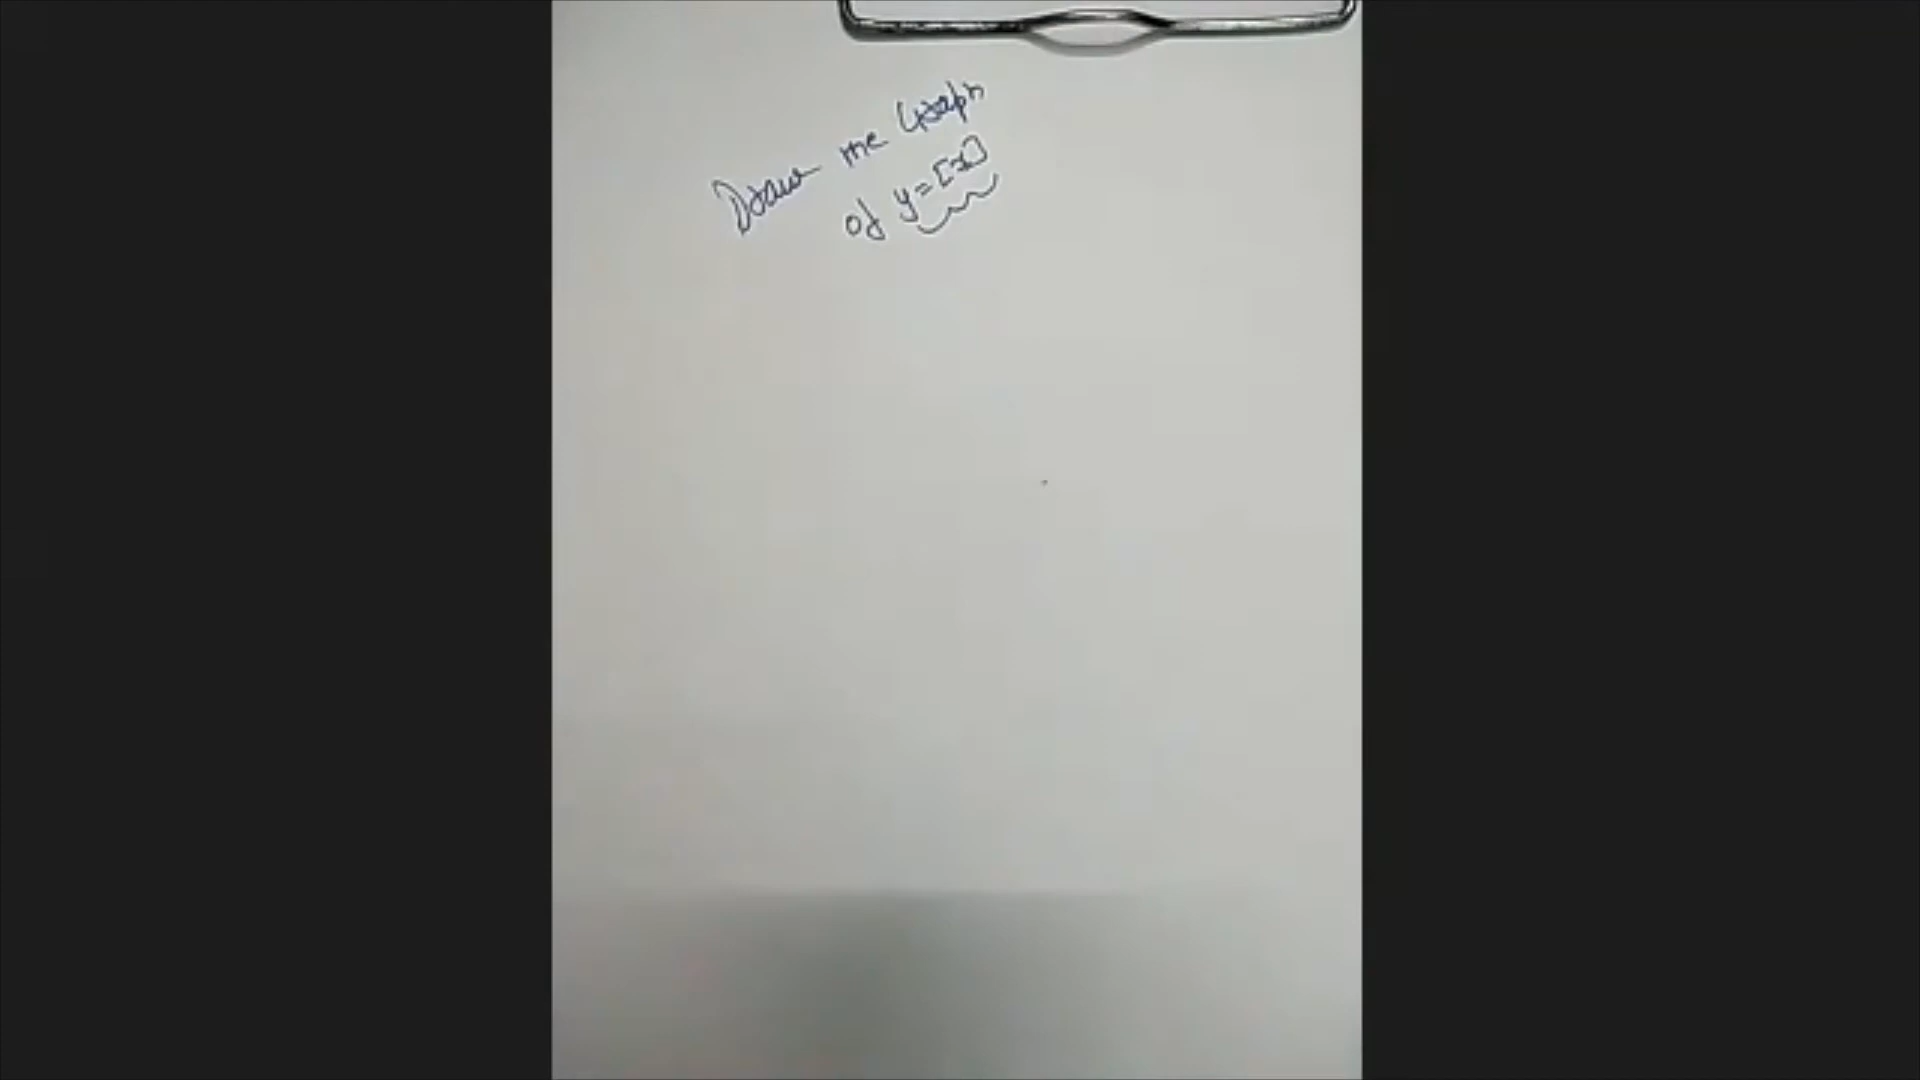 Draw the Graph
of y = [x]